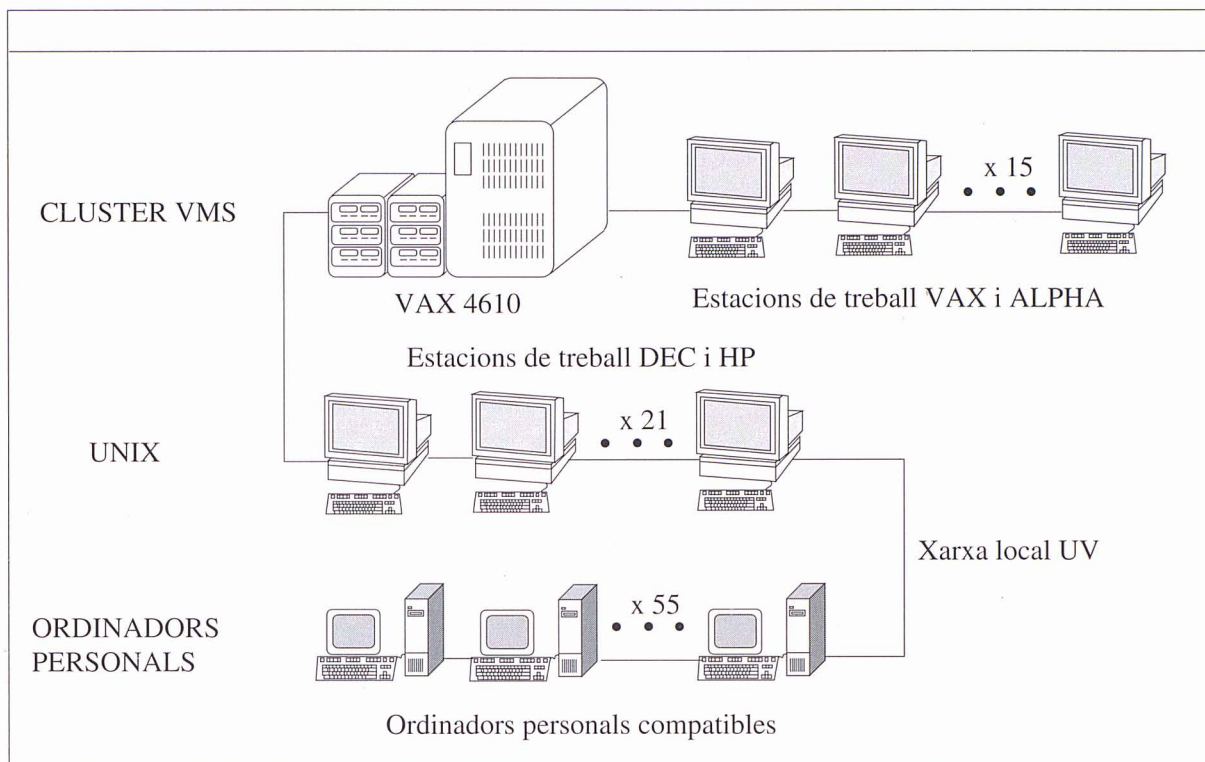 x 15
CLUSTER VMS
VAX 4610
Estacions de treball VAX i ALPHA
Estacions de treball DEC i HP
x 21
UNIX
Xarxa local UV
x 55
ORDINADORS
PERSONALS
Ordinadors personals compatibles